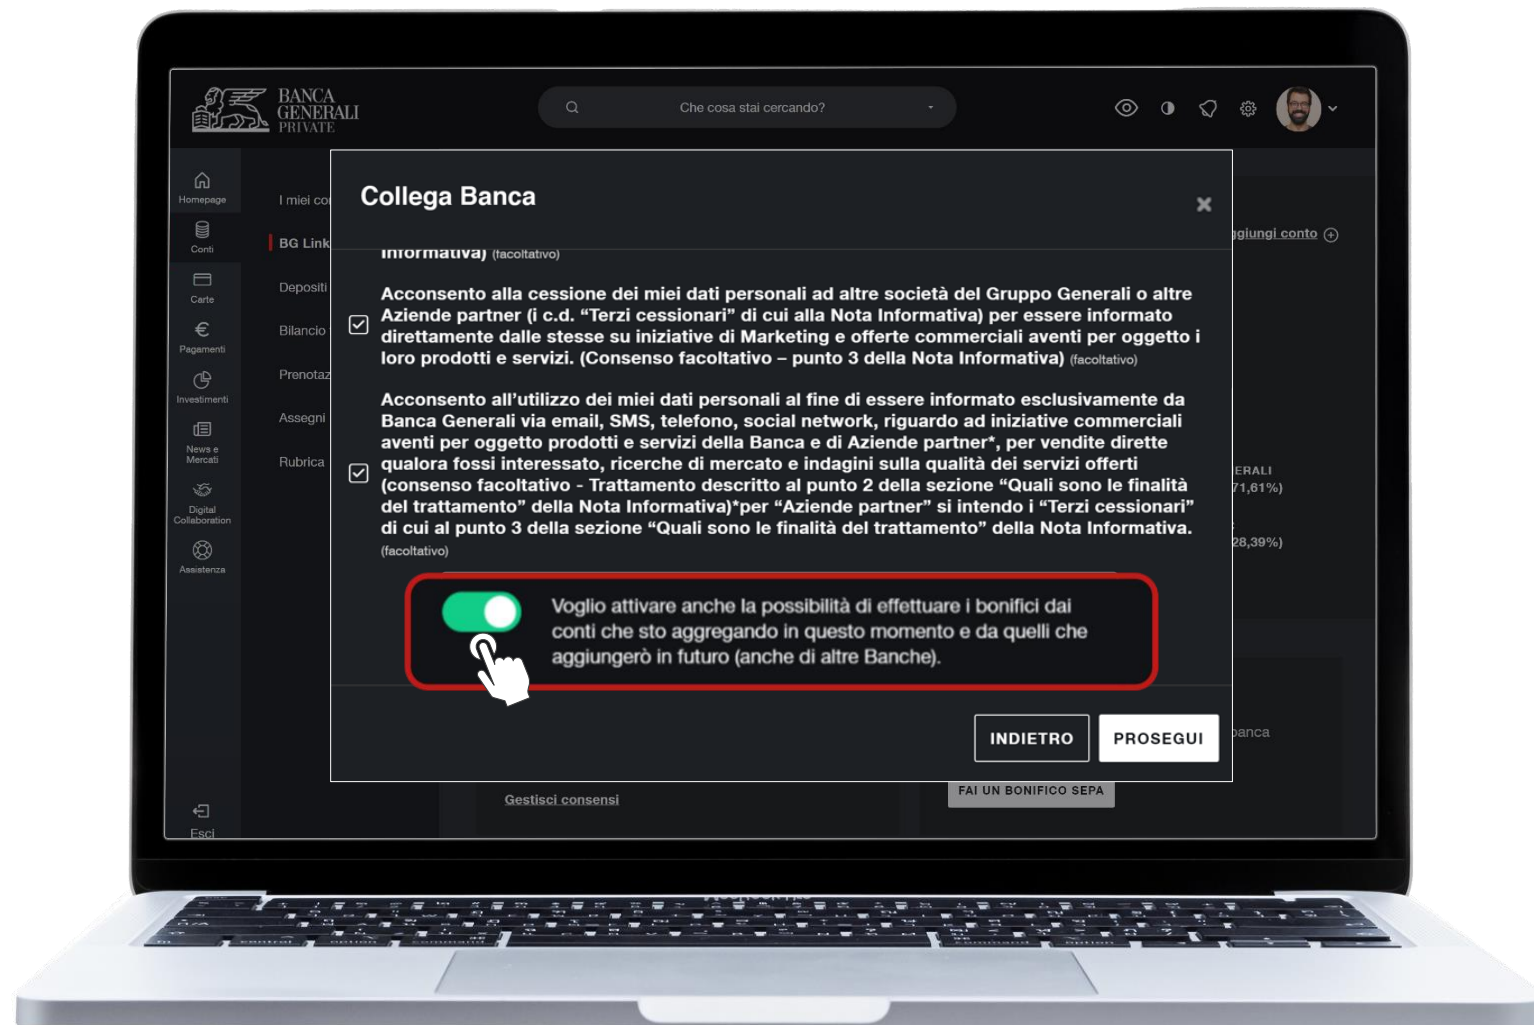 BANCA
GENERALI
PRIVATE
Che cosa stai cercando?
Homepage
Conti
Carte
Pagamenti
Investimenti
News e
Mercati
Digital
Collaboration
Assistenza
Esci
I miei
BG Link
Depositi
Bilancio
Assegni
Rubrica
Collega Banca
conto
Informativa) (facoltativo)
Acconsento alla cessione dei miei dati personali ad altre società del Gruppo Generali o altre
Aziende partner (i c.d. “Terzi cessionari” di cui alla Nota Informativa) per essere informato
direttamente dalle stesse su iniziative di Marketing e offerte commerciali aventi per oggetto i
loro prodotti e servizi. (Consenso facoltativo – punto 3 della Nota Informativa) (facoltativo)
Acconsento all’utilizzo dei miei dati personali al fine di essere informato esclusivamente da
Banca Generali via email, SMS, telefono, social network, riguardo ad iniziative commerciali
aventi per oggetto prodotti e servizi della Banca e di Aziende partner*, per vendite dirette
qualora fossi interessato, ricerche di mercato e indagini sulla qualità dei servizi offerti
(consenso facoltativo - Trattamento descritto al punto 2 della sezione “Quali sono le finalità
del trattamento” della Nota Informativa)*per “Aziende partner” si intendo i “Terzi cessionari”
di cui al punto 3 della sezione “Quali sono le finalità del trattamento” della Nota Informativa.
(facoltativo)
Voglio attivare anche la possibilità di effettuare i bonifici dai
conti che sto aggregando in questo momento e da quelli che
aggiungerò in futuro (anche di altre Banche).
INDIETRO PROSEGUI
71,61%)
28,39%)
banca
Gestisci consensi
FAI UN BONIFICO SEPA
control option command
command option